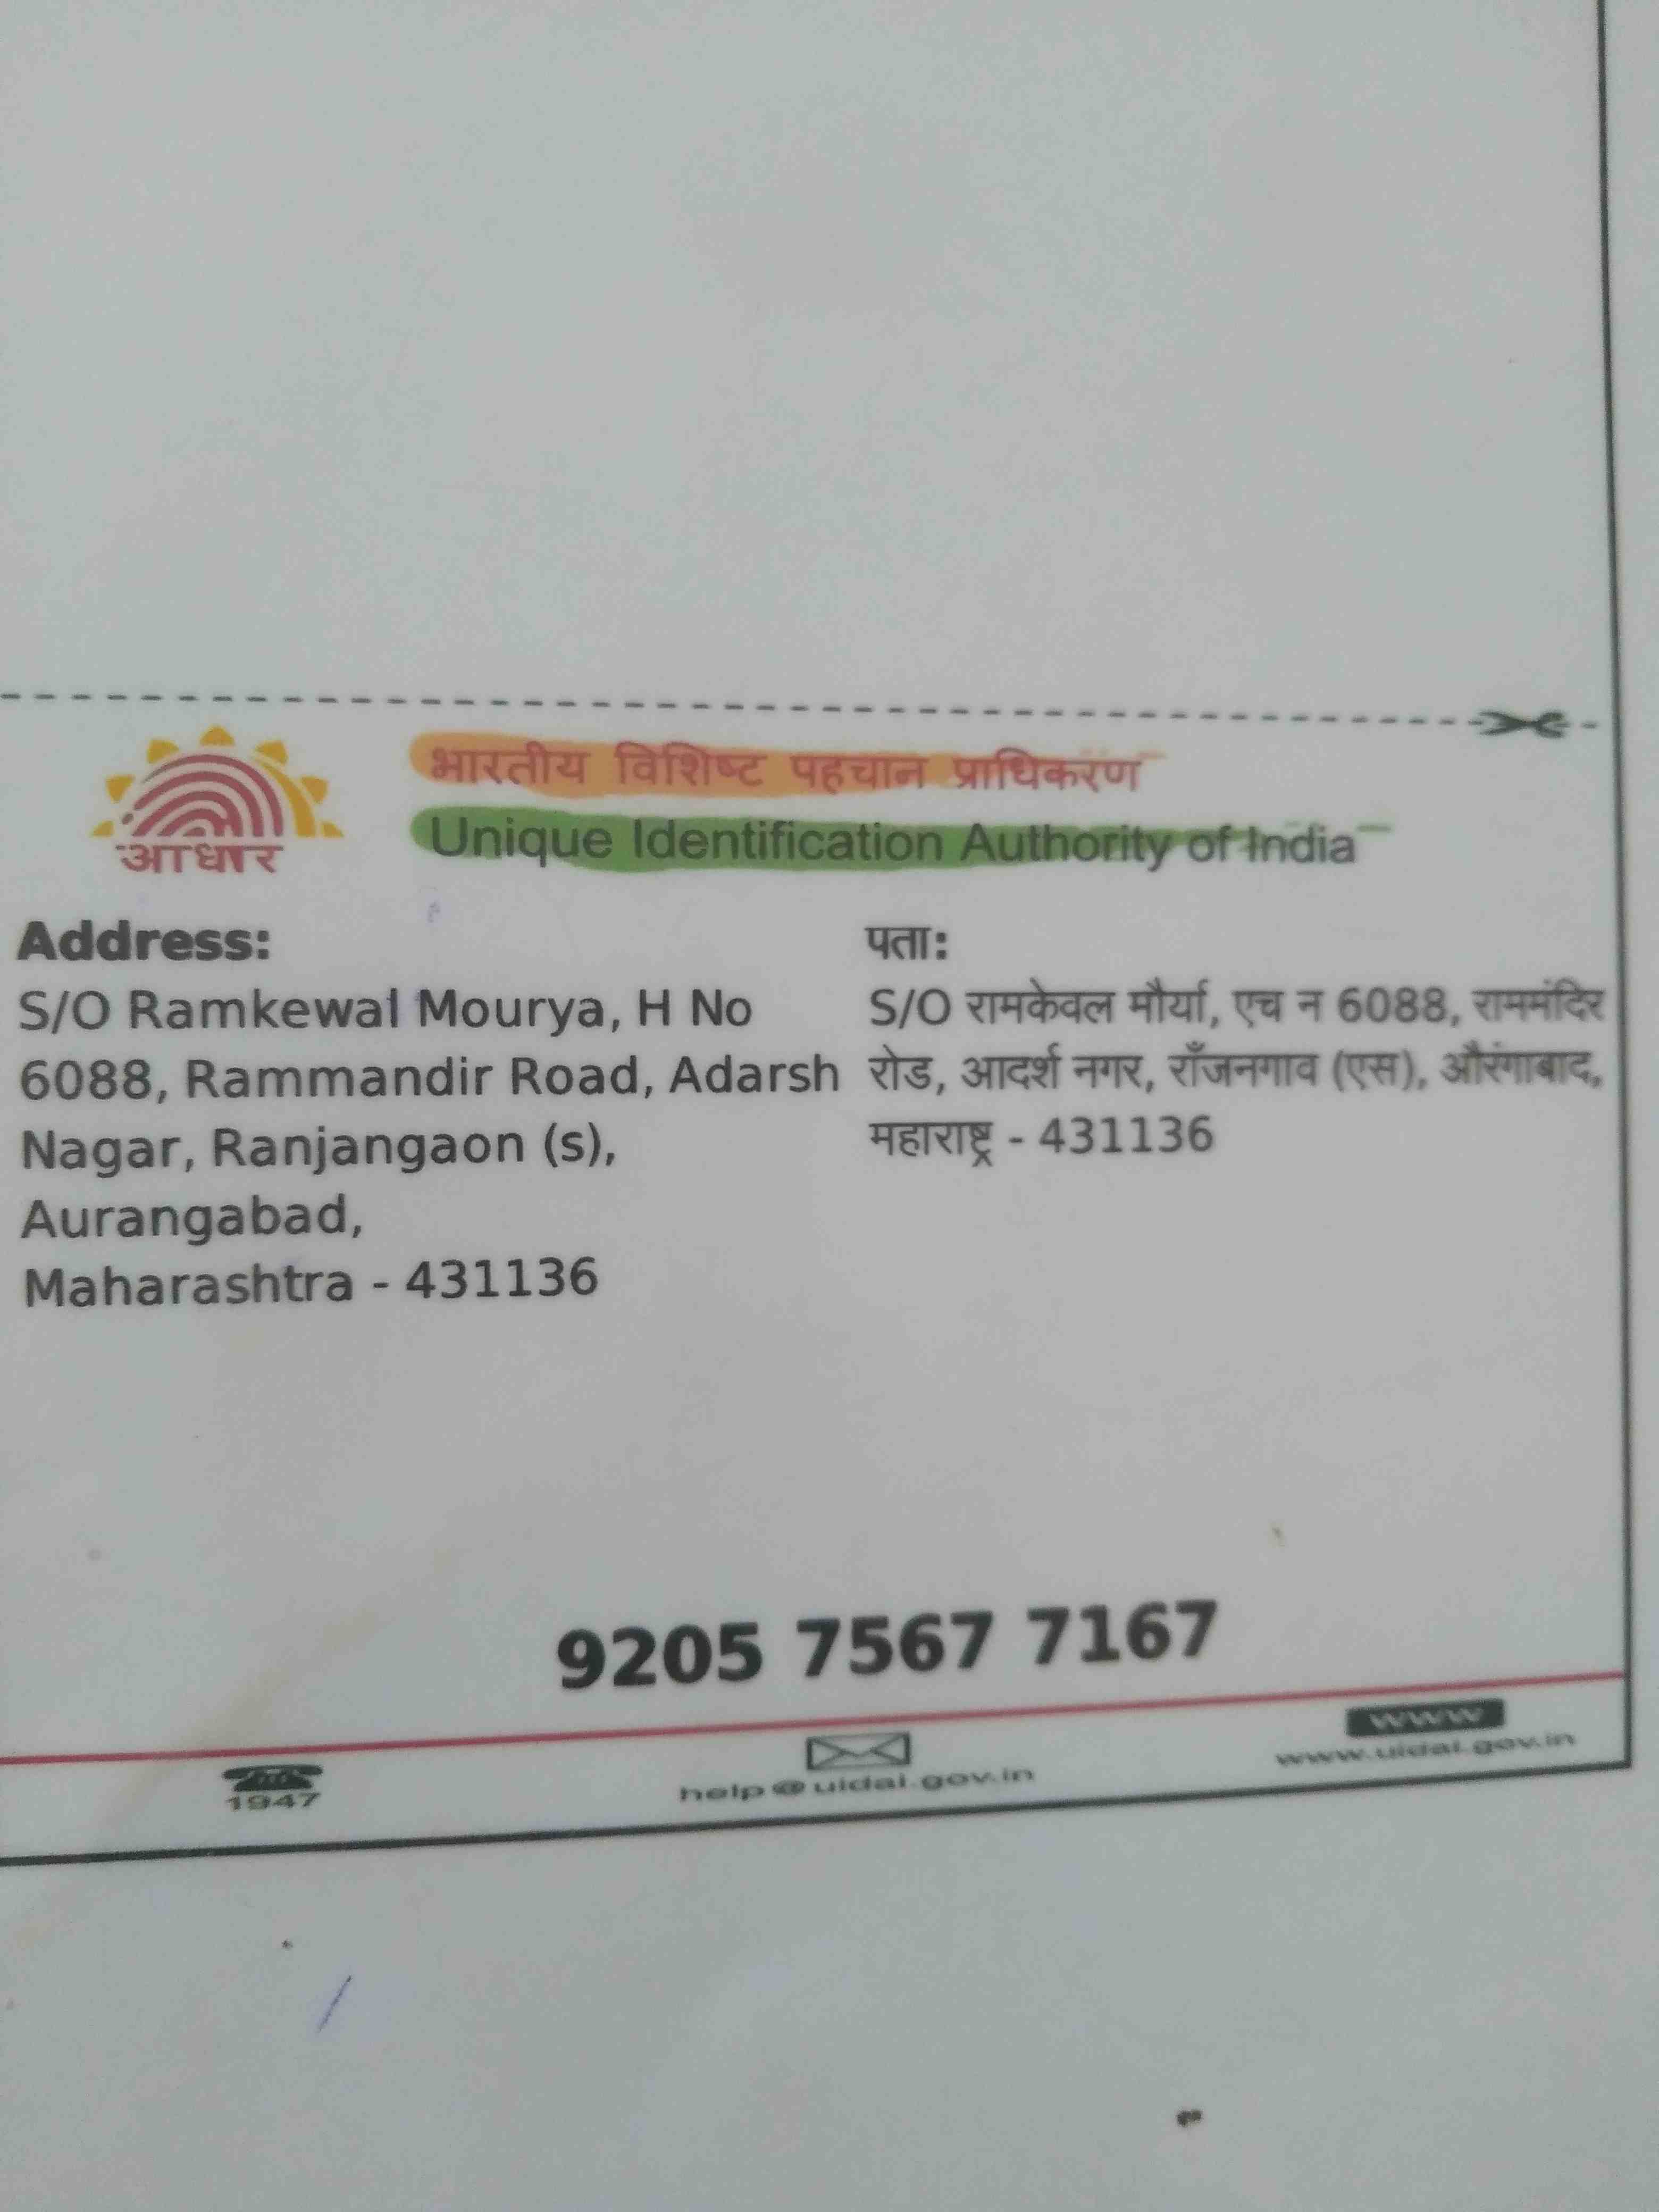 आधार
भारतीय विशिष्ट पहचान प्राधिकरण
Unique Identification Authority of India
Address:
S/O Ramkewal Mourya, H No
6088, Rammandir Road, Adarsh
Nagar, Ranjangaon (s),
Aurangabad,
Maharashtra - 431136
पता:
S/O रामकेवल मौर्या, एच न 6088, राममंदिर
रोड, आदर्श नगर, राँजनगाव (एस), औरंगाबाद,
महाराष्ट्र - 431136
9205 7567 7167
1947
help@uidai.gov.in
www
www.uidai.gov.in